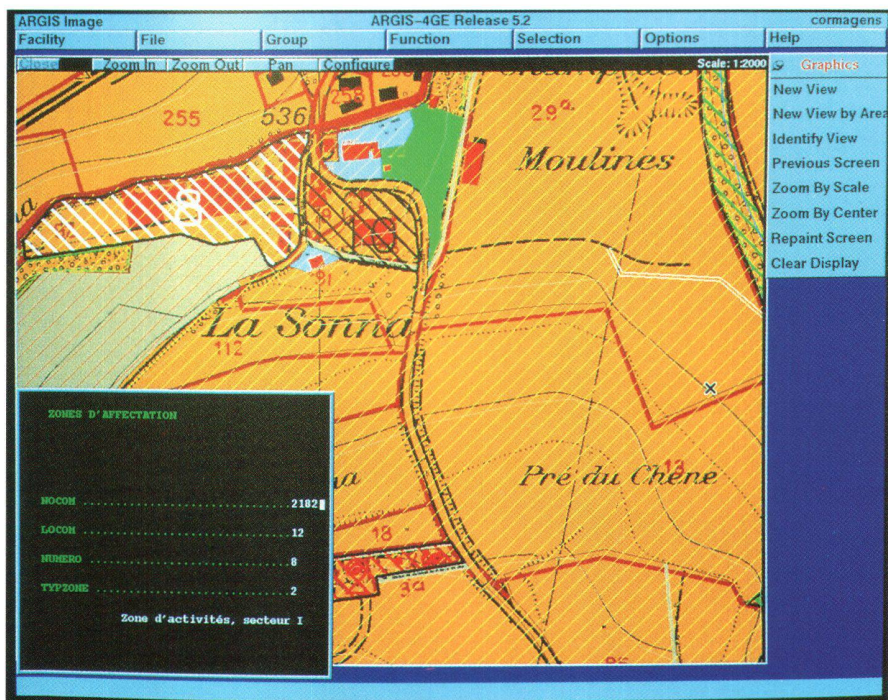 ARGIS Image ARGIS-4GE Release 5.2 cormagens
Facility File Group Function Selection Options Help
Close Zoom In Zoom Out Pan Configure Scale: 1:2000
Graphics
New View
New View by Area
Identify View
Previous Screen
Zoom By Scale
Zoom By Center
Repaint Screen
Clear Display
255
536
258
29a
Moulines
8
91
La Sonna
112
13
Pré du Chêne
18
3a
ZONES D'AFFECTATION
NOCOM ........................ 2182
LOCOM ........................ 12
NUMERO ....................... 8
TYPZONE ...................... 2
Zone d'activités, secteur I